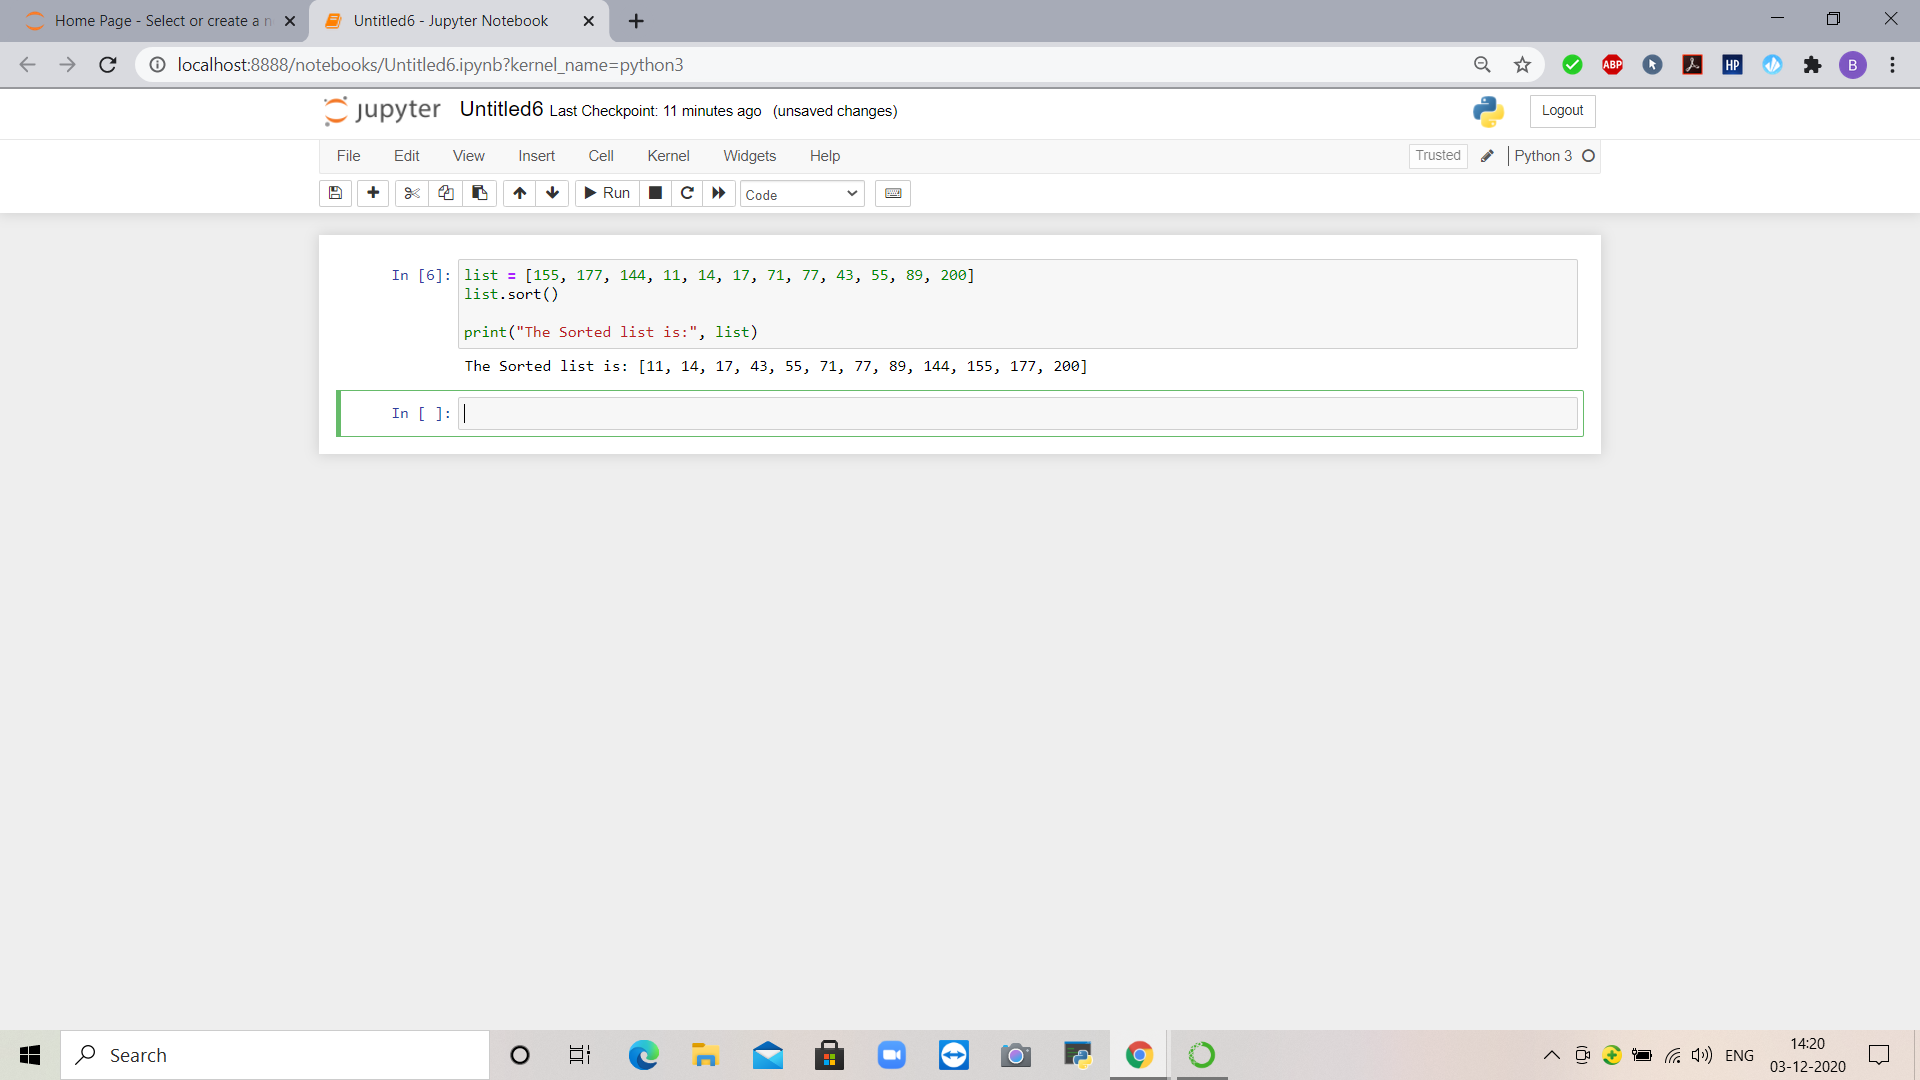 Home Page - Select or create a n
Untitled6 - Jupyter Notebook
localhost:8888/notebooks/Untitled6.ipynb?kernel_name=python3
ABP
HP
B
jupyter Untitled6 Last Checkpoint: 11 minutes ago (unsaved changes)
Logout
File Edit View Insert Cell Kernel Widgets Help
Trusted
Python 3
Run
Code
In [6]: list = [155, 177, 144, 11, 14, 17, 71, 77, 43, 55, 89, 200]
list.sort()
print("The Sorted list is:", list)
The Sorted list is: [11, 14, 17, 43, 55, 71, 77, 89, 144, 155, 177, 200]
In [ ]:
Search
ENG
14:20
03-12-2020